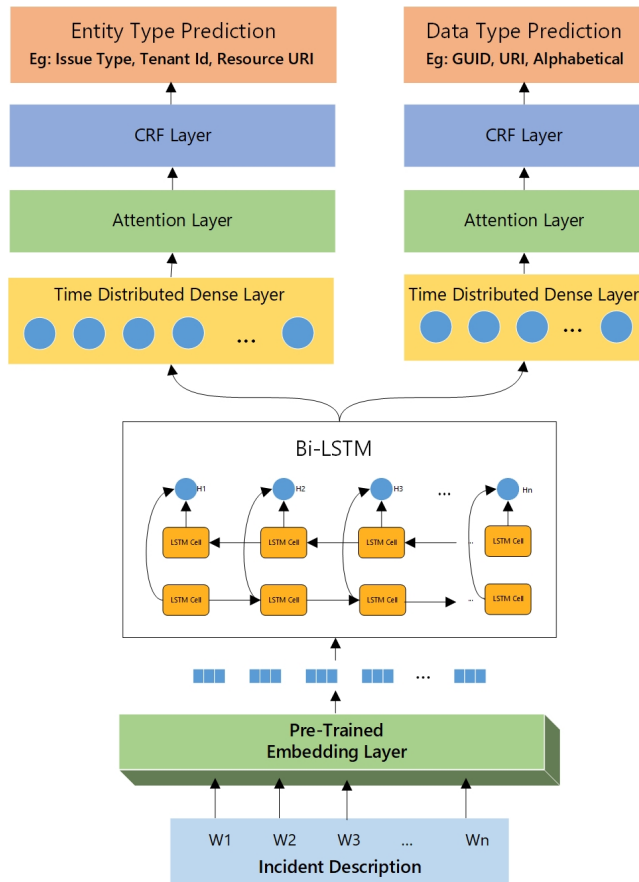 Entity Type Prediction
Eg: Issue Type, Tenant Id, Resource URI
Data Type Prediction
Eg: GUID, URI, Alphabetical
CRF Layer
CRF Layer
Attention Layer
Attention Layer
Time Distributed Dense Layer
...
Time Distributed Dense Layer
...
Bi-LSTM
H1
H2
H3
...
Hn
LSTM Cell
LSTM Cell
LSTM Cell
...
LSTM Cell
LSTM Cell
LSTM Cell
LSTM Cell
...
LSTM Cell
...
Pre-Trained
Embedding Layer
W1 W2 W3 ... Wn
Incident Description